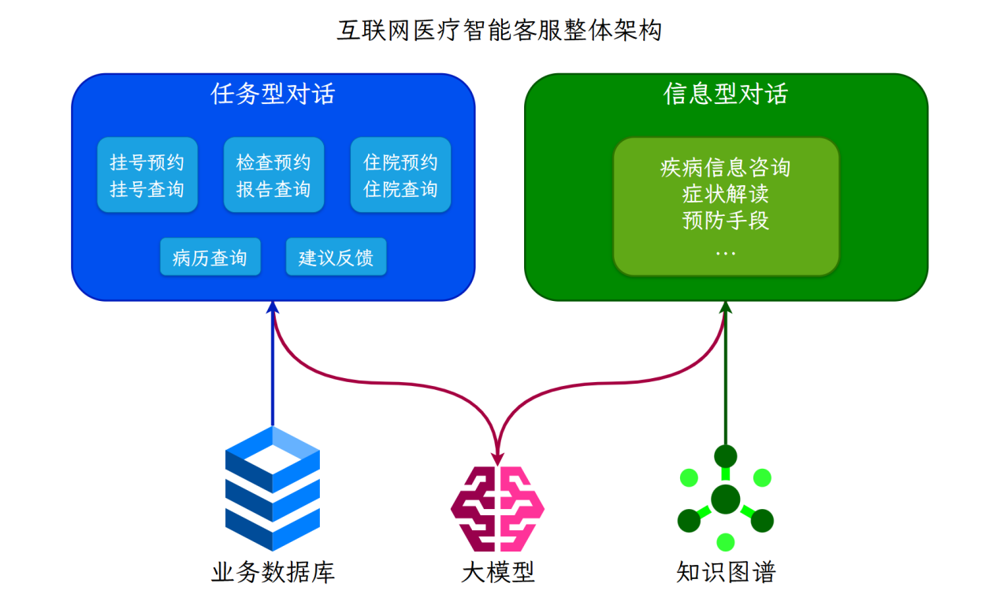 互联网医疗智能客服整体架构
任务型对话
挂号预约
挂号查询
检查预约
报告查询
住院预约
住院查询
病历查询
建议反馈
信息型对话
疾病信息咨询
症状解读
预防手段
…
业务数据库
大模型
知识图谱